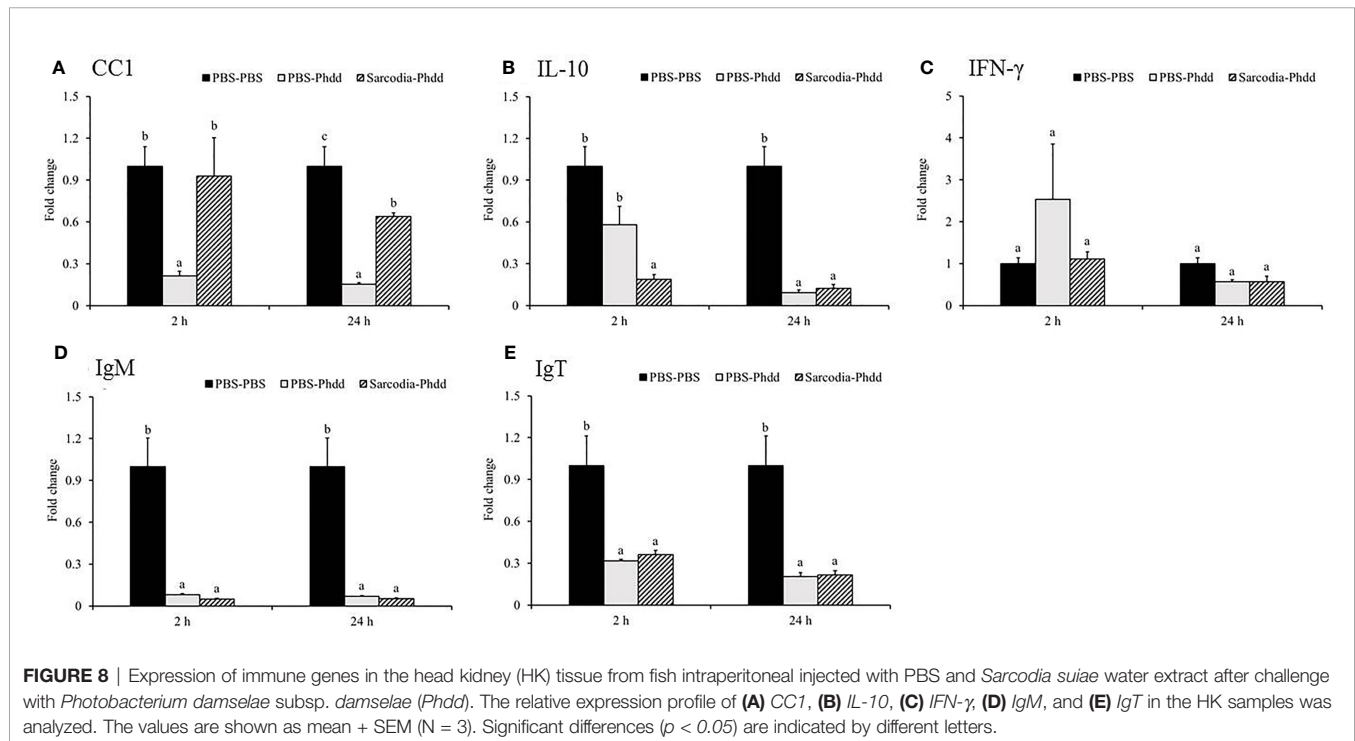 A CC1
PBS-PBS PBS-Phdd Sarcodia-Phdd
1.5
1.2
0.9
0.6
0.3
0
Fold change
b a b c a b
2 h 24 h
B IL-10
PBS-PBS PBS-Phdd Sarcodia-Phdd
1.5
1.2
0.9
0.6
0.3
0
Fold change
b b a b a a
2 h 24 h
C IFN-γ
PBS-PBS PBS-Phdd Sarcodia-Phdd
5
4
3
2
1
0
Fold change
a a a a a a
2 h 24 h
D IgM
PBS-PBS PBS-Phdd Sarcodia-Phdd
1.5
1.2
0.9
0.6
0.3
0
Fold change
b a a b a a
2 h 24 h
E IgT
PBS-PBS PBS-Phdd Sarcodia-Phdd
1.5
1.2
0.9
0.6
0.3
0
Fold change
b a a b a a
2 h 24 h
FIGURE 8 | Expression of immune genes in the head kidney (HK) tissue from fish intraperitoneal injected with PBS and Sarcodia suiae water extract after challenge
with Photobacterium damselae subsp. damselae (Phdd). The relative expression profile of (A) CC1, (B) IL-10, (C) IFN-γ, (D) IgM, and (E) IgT in the HK samples was
analyzed. The values are shown as mean + SEM (N = 3). Significant differences (p < 0.05) are indicated by different letters.